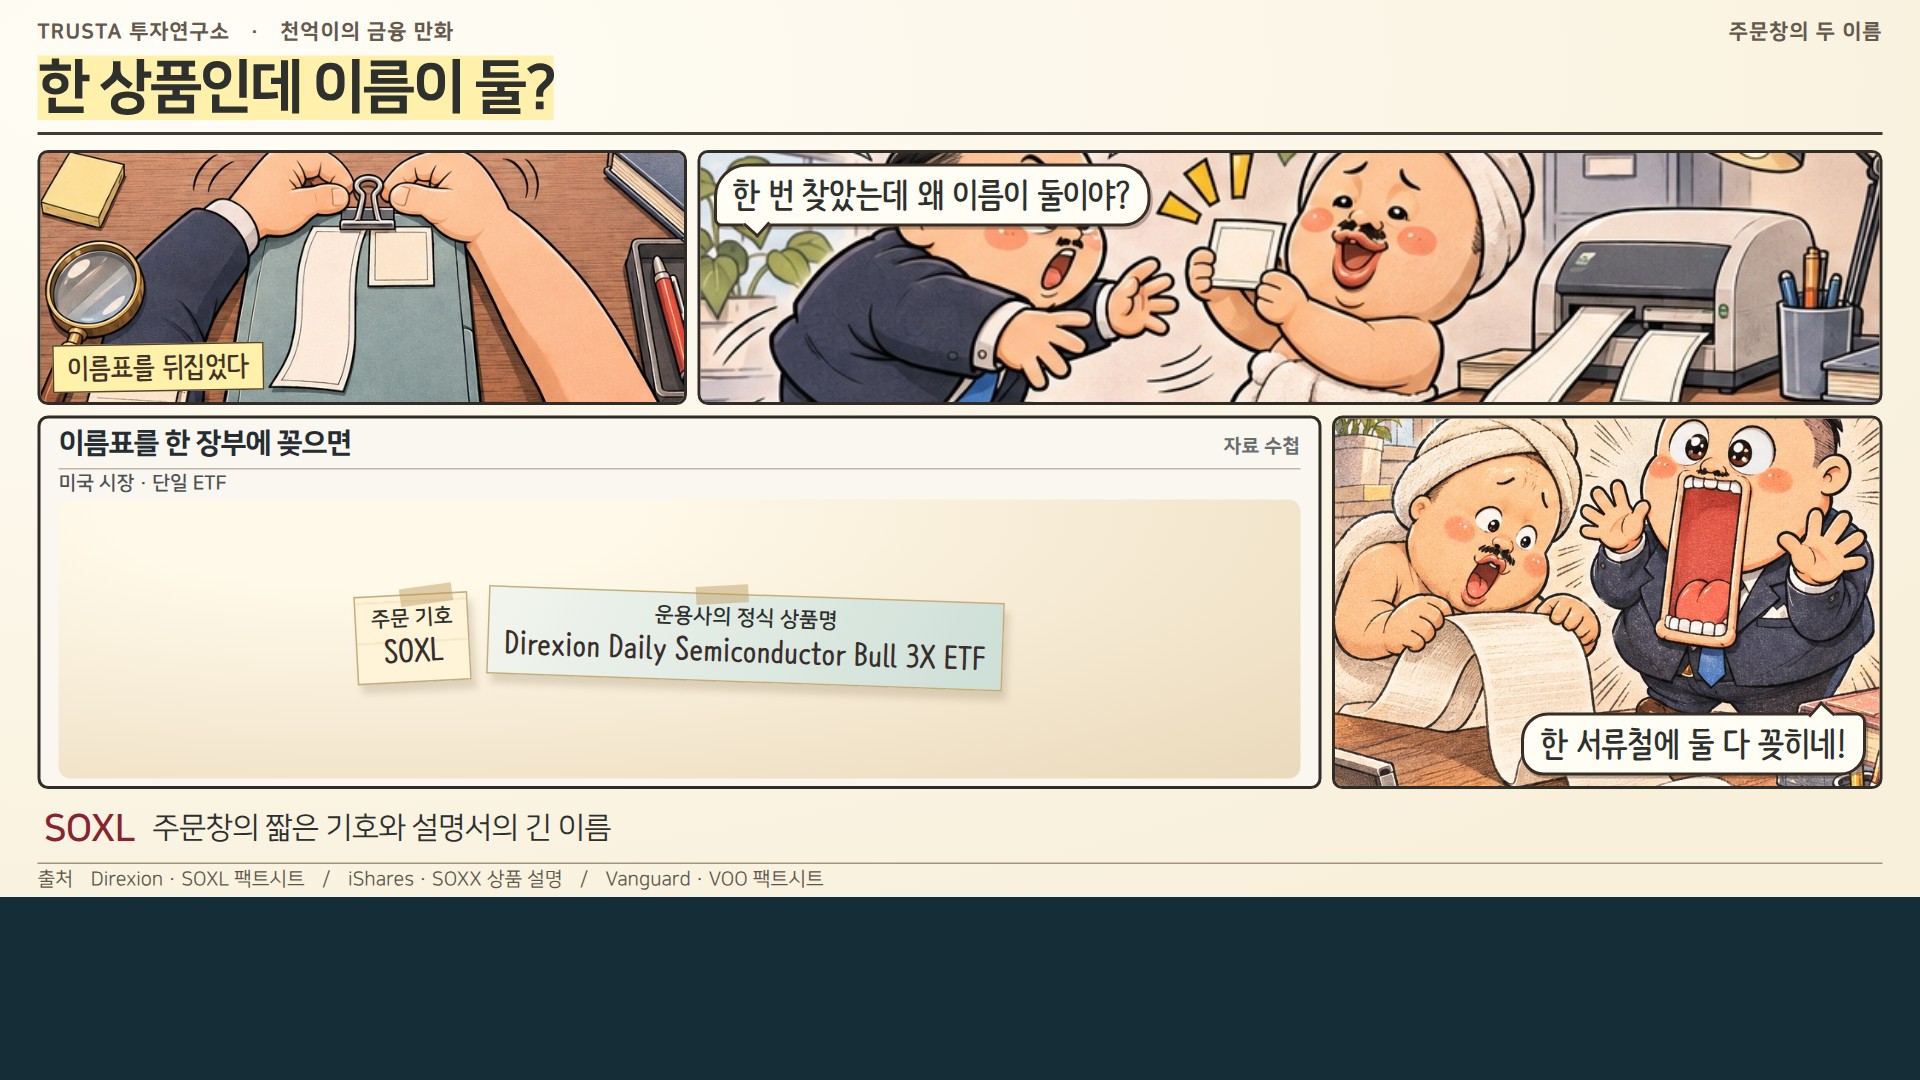 TRUSTA 투자연구소 · 천억이의 금융 만화
주문창의 두 이름
한 상품인데 이름이 둘?
이름표를 뒤집었다
한 번 찾았는데 왜 이름이 둘이야?
이름표를 한 장부에 꽂으면
자료 수첩
미국 시장 · 단일 ETF
주문 기호
SOXL
운용사의 정식 상품명
Direxion Daily Semiconductor Bull 3X ETF
한 서류철에 둘 다 꽂히네!
SOXL 주문창의 짧은 기호와 설명서의 긴 이름
출처 Direxion · SOXL 팩트시트 / iShares · SOXX 상품 설명 / Vanguard · VOO 팩트시트